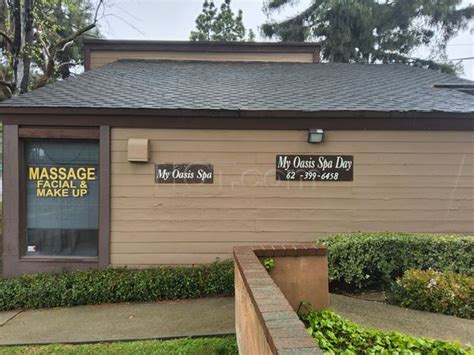 MASSAGE
FACIAL &
MAKE UP
My Oasis Spa
My Oasis Spa Day
62 -399-6458